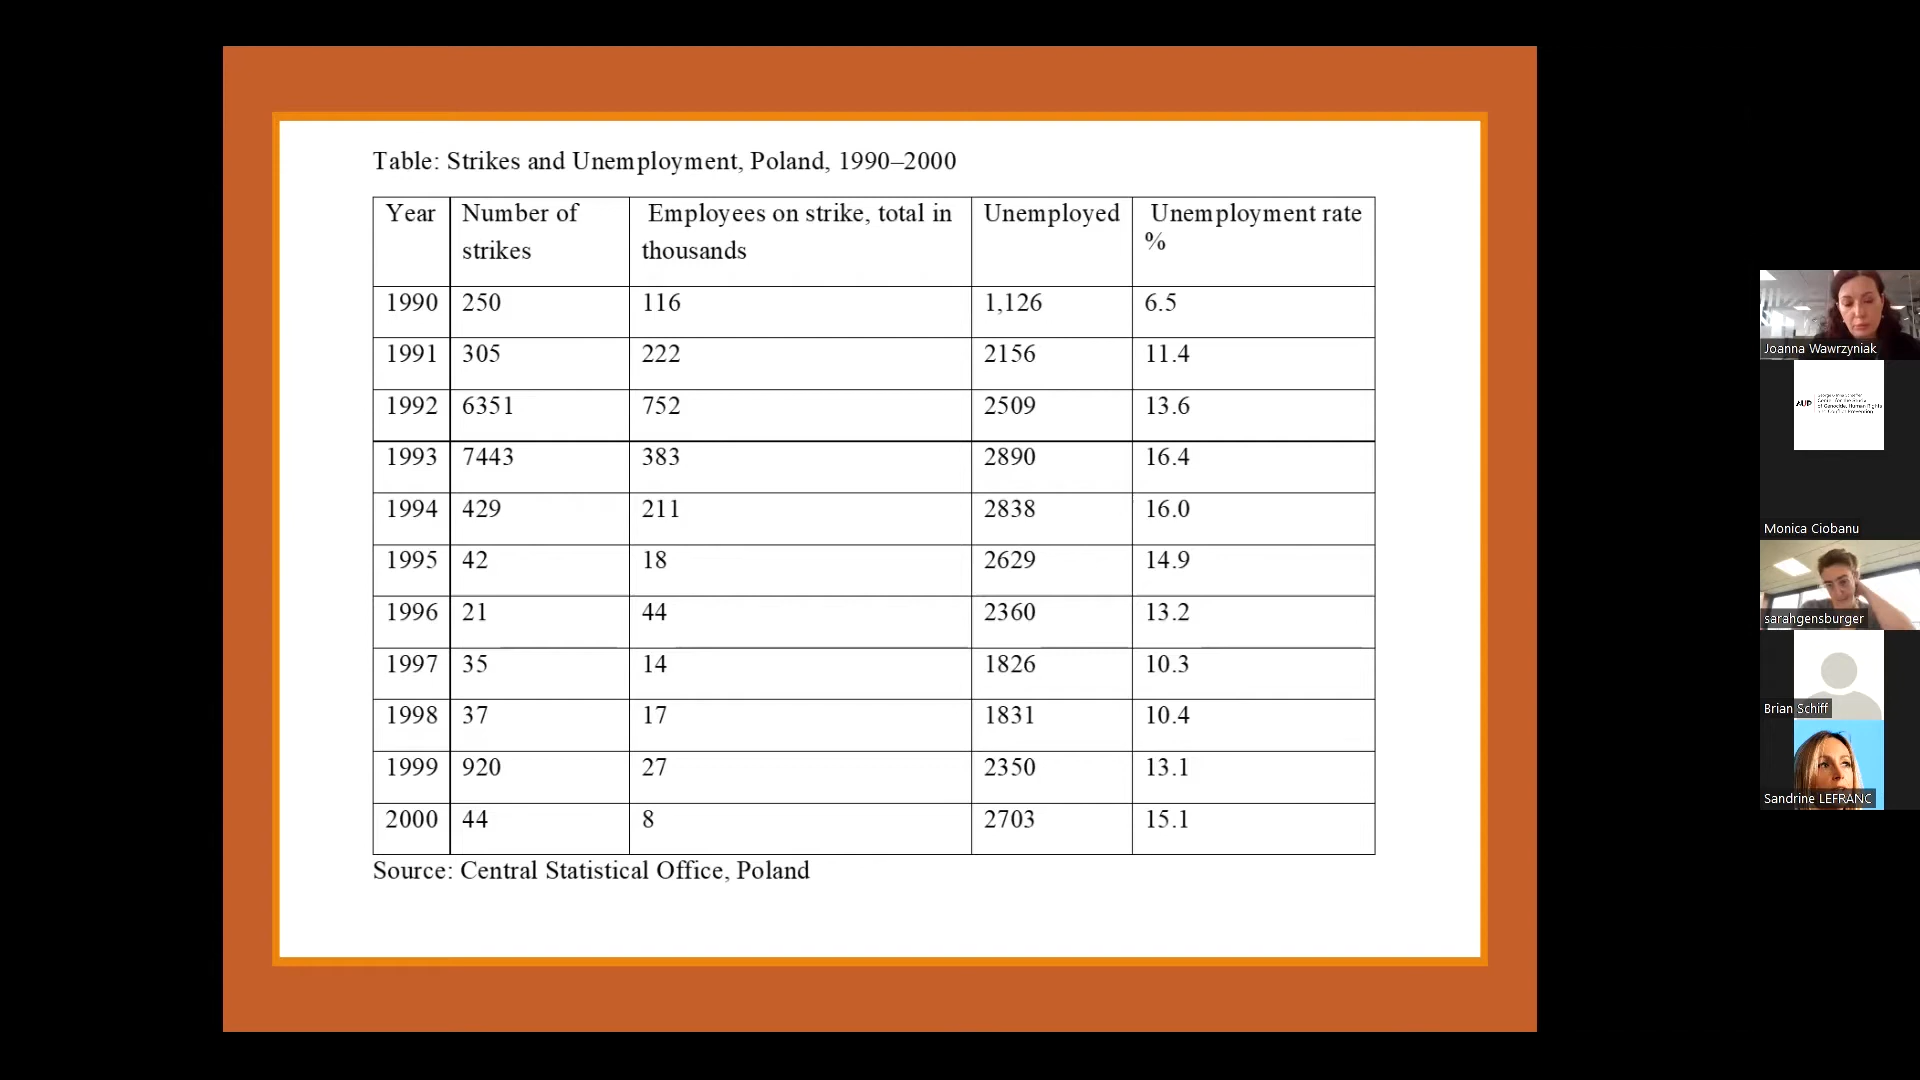 Table: Strikes and Unemployment, Poland, 1990–2000
Year Number of strikes Employees on strike, total in thousands Unemployed Unemployment rate %
1990 250 116 1,126 6.5
1991 305 222 2156 11.4
1992 6351 752 2509 13.6
1993 7443 383 2890 16.4
1994 429 211 2838 16.0
1995 42 18 2629 14.9
1996 21 44 2360 13.2
1997 35 14 1826 10.3
1998 37 17 1831 10.4
1999 920 27 2350 13.1
2000 44 8 2703 15.1
Source: Central Statistical Office, Poland
Joanna Wawrzyniak
AUP
Monica Ciobanu
sarahgensburger
Brian Schiff
Sandrine LEFRANC